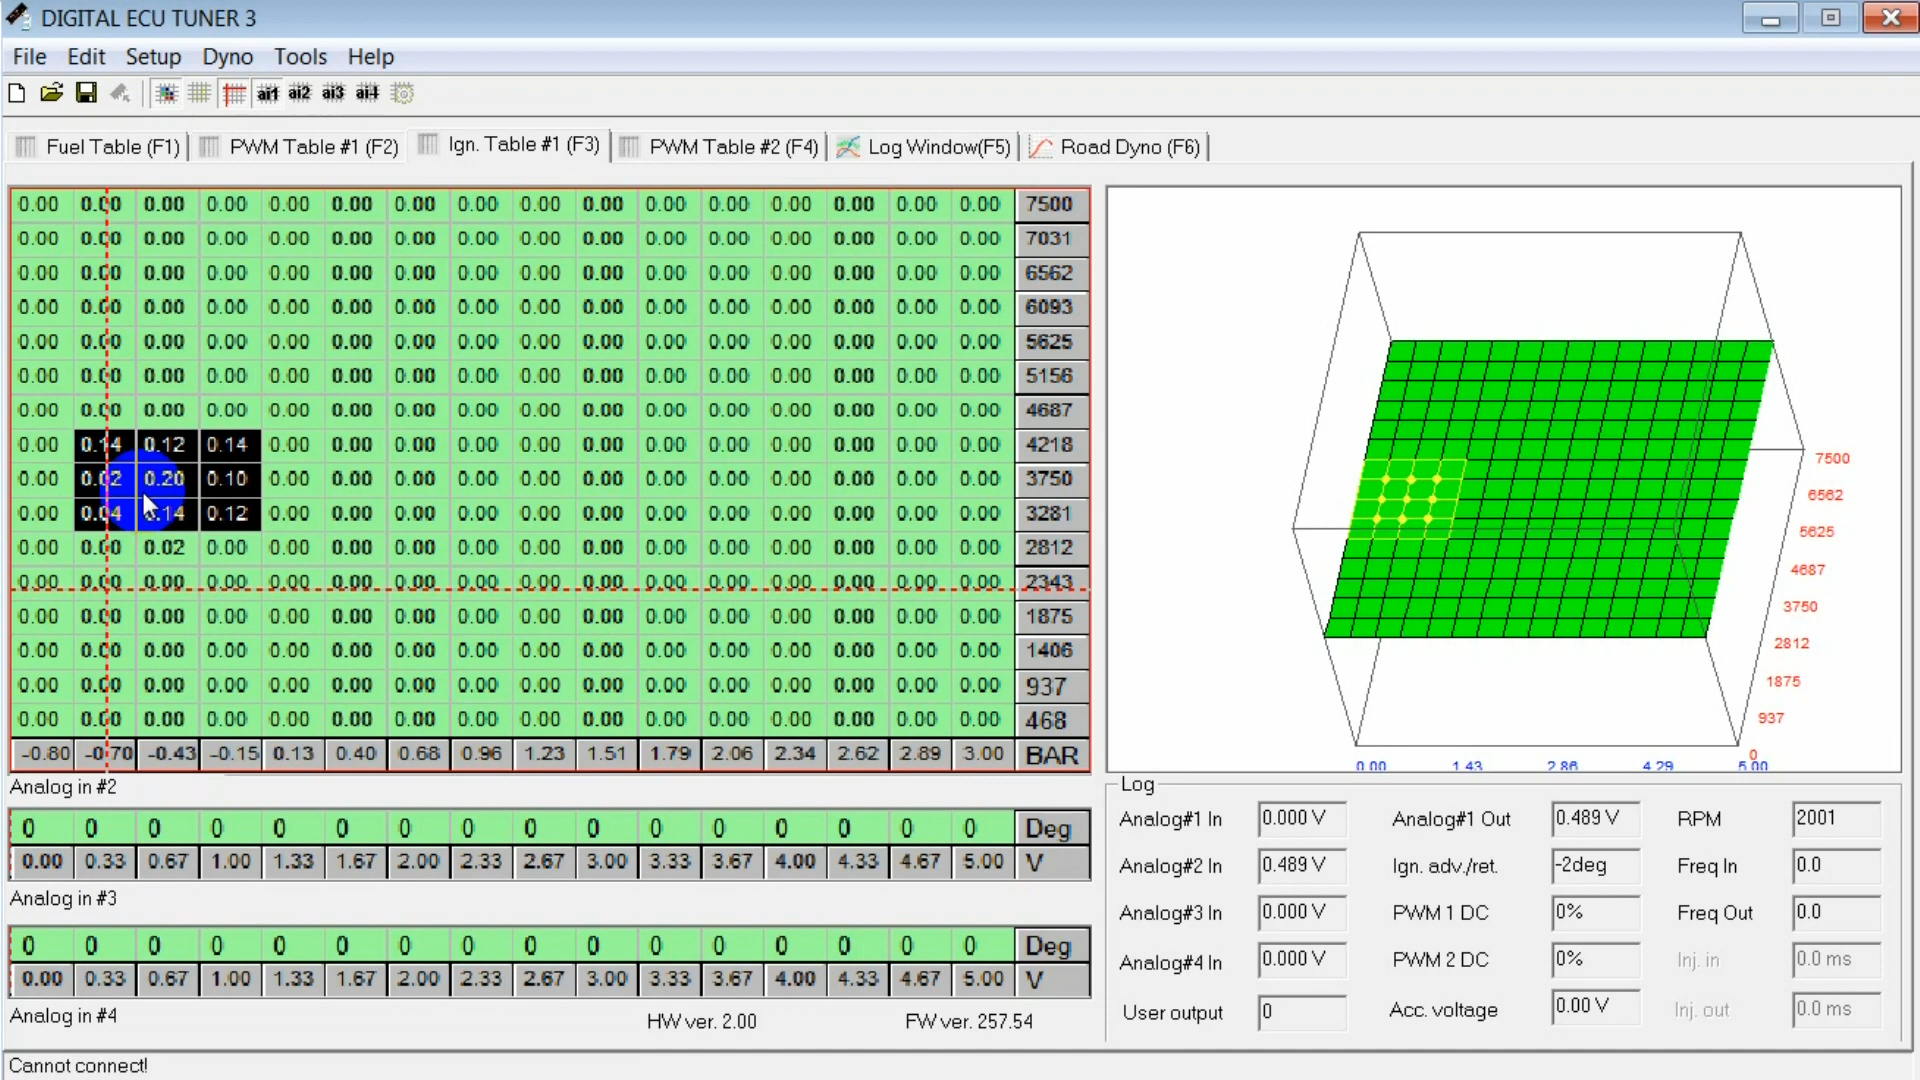 DIGITAL ECU TUNER 3
File Edit Setup Dyno Tools Help
ai1 ai2 ai3 ai4
Fuel Table (F1) PWM Table #1 (F2) Ign. Table #1 (F3) PWM Table #2 (F4) Log Window(F5) Road Dyno (F6)
0.00 0.00 0.00 0.00 0.00 0.00 0.00 0.00 0.00 0.00 0.00 0.00 0.00 0.00 0.00 0.00 7500
0.00 0.00 0.00 0.00 0.00 0.00 0.00 0.00 0.00 0.00 0.00 0.00 0.00 0.00 0.00 0.00 7031
0.00 0.00 0.00 0.00 0.00 0.00 0.00 0.00 0.00 0.00 0.00 0.00 0.00 0.00 0.00 0.00 6562
0.00 0.00 0.00 0.00 0.00 0.00 0.00 0.00 0.00 0.00 0.00 0.00 0.00 0.00 0.00 0.00 6093
0.00 0.00 0.00 0.00 0.00 0.00 0.00 0.00 0.00 0.00 0.00 0.00 0.00 0.00 0.00 0.00 5625
0.00 0.00 0.00 0.00 0.00 0.00 0.00 0.00 0.00 0.00 0.00 0.00 0.00 0.00 0.00 0.00 5156
0.00 0.00 0.00 0.00 0.00 0.00 0.00 0.00 0.00 0.00 0.00 0.00 0.00 0.00 0.00 0.00 4687
0.00 0.14 0.12 0.14 0.00 0.00 0.00 0.00 0.00 0.00 0.00 0.00 0.00 0.00 0.00 0.00 4218
0.00 0.02 0.20 0.10 0.00 0.00 0.00 0.00 0.00 0.00 0.00 0.00 0.00 0.00 0.00 0.00 3750
0.00 0.04 0.14 0.12 0.00 0.00 0.00 0.00 0.00 0.00 0.00 0.00 0.00 0.00 0.00 0.00 3281
0.00 0.00 0.02 0.00 0.00 0.00 0.00 0.00 0.00 0.00 0.00 0.00 0.00 0.00 0.00 0.00 2812
0.00 0.00 0.00 0.00 0.00 0.00 0.00 0.00 0.00 0.00 0.00 0.00 0.00 0.00 0.00 0.00 2343
0.00 0.00 0.00 0.00 0.00 0.00 0.00 0.00 0.00 0.00 0.00 0.00 0.00 0.00 0.00 0.00 1875
0.00 0.00 0.00 0.00 0.00 0.00 0.00 0.00 0.00 0.00 0.00 0.00 0.00 0.00 0.00 0.00 1406
0.00 0.00 0.00 0.00 0.00 0.00 0.00 0.00 0.00 0.00 0.00 0.00 0.00 0.00 0.00 0.00 937
0.00 0.00 0.00 0.00 0.00 0.00 0.00 0.00 0.00 0.00 0.00 0.00 0.00 0.00 0.00 0.00 468
-0.80 -0.70 -0.43 -0.15 0.13 0.40 0.68 0.96 1.23 1.51 1.79 2.06 2.34 2.62 2.89 3.00 BAR
Analog in #2
0 0 0 0 0 0 0 0 0 0 0 0 0 0 0 0 Deg
0.00 0.33 0.67 1.00 1.33 1.67 2.00 2.33 2.67 3.00 3.33 3.67 4.00 4.33 4.67 5.00 V
Analog in #3
0 0 0 0 0 0 0 0 0 0 0 0 0 0 0 0 Deg
0.00 0.33 0.67 1.00 1.33 1.67 2.00 2.33 2.67 3.00 3.33 3.67 4.00 4.33 4.67 5.00 V
Analog in #4
HW ver. 2.00 FW ver. 257.54
7500
6562
5625
4687
3750
2812
1875
937
0
0.00 1.43 2.86 4.29 5.00
Log
Analog#1 In 0.000 V Analog#1 Out 0.489 V RPM 2001
Analog#2 In 0.489 V Ign. adv./ret. -2deg Freq In 0.0
Analog#3 In 0.000 V PWM 1 DC 0% Freq Out 0.0
Analog#4 In 0.000 V PWM 2 DC 0% Inj. in 0.0 ms
User output 0 Acc. voltage 0.00 V Inj. out 0.0 ms
Cannot connect!